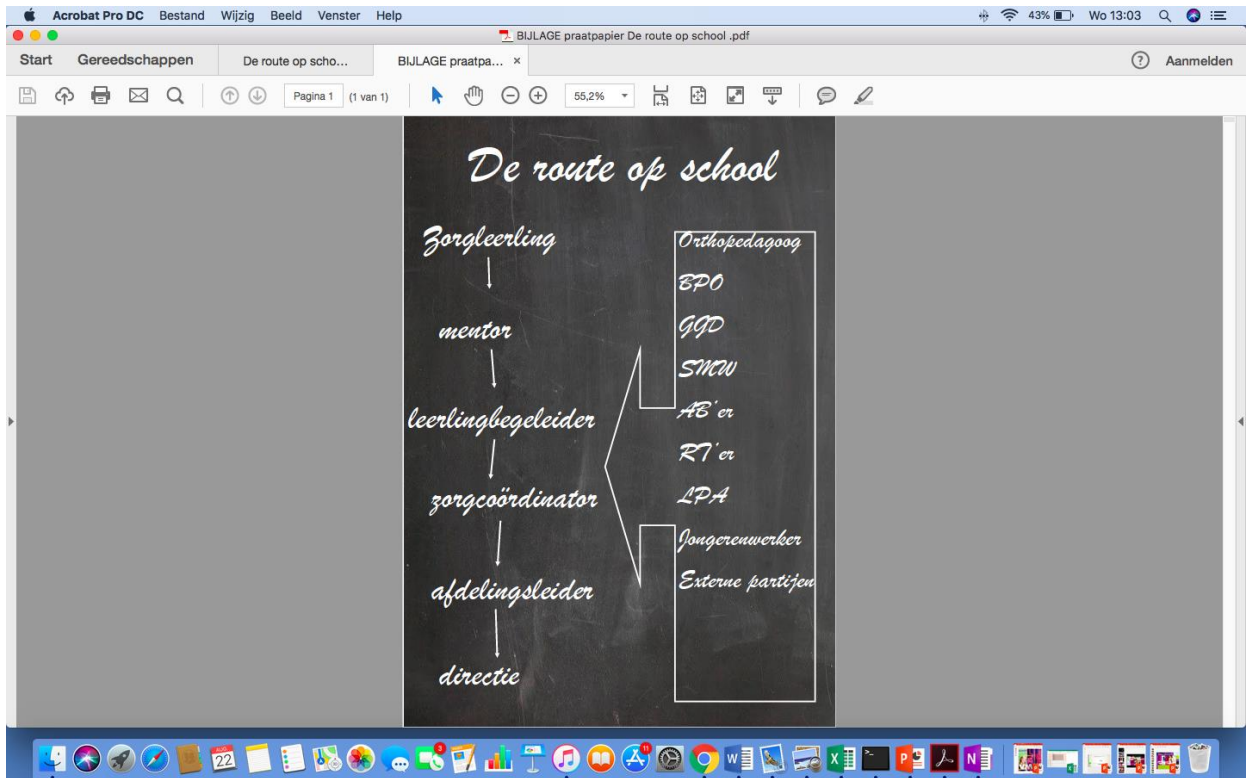 Acrobat Pro DC Bestand Wijzig Beeld Venster Help 43% Wo 13:03
BIJLAGE praatpapier De route op school .pdf
Start Gereedschappen De route op scho... BIJLAGE praatpa... × ? Aanmelden
Pagina 1 (1 van 1) 55,2%
De route op school
Zorgleerling
mentor
leerlingbegeleider
zorgcoördinator
afdelingsleider
directie
Orthopedagoog
BPO
GGD
SMW
AB'er
RT'er
LPA
Jongerenwerker
Externe partijen
AUG
22
3
11